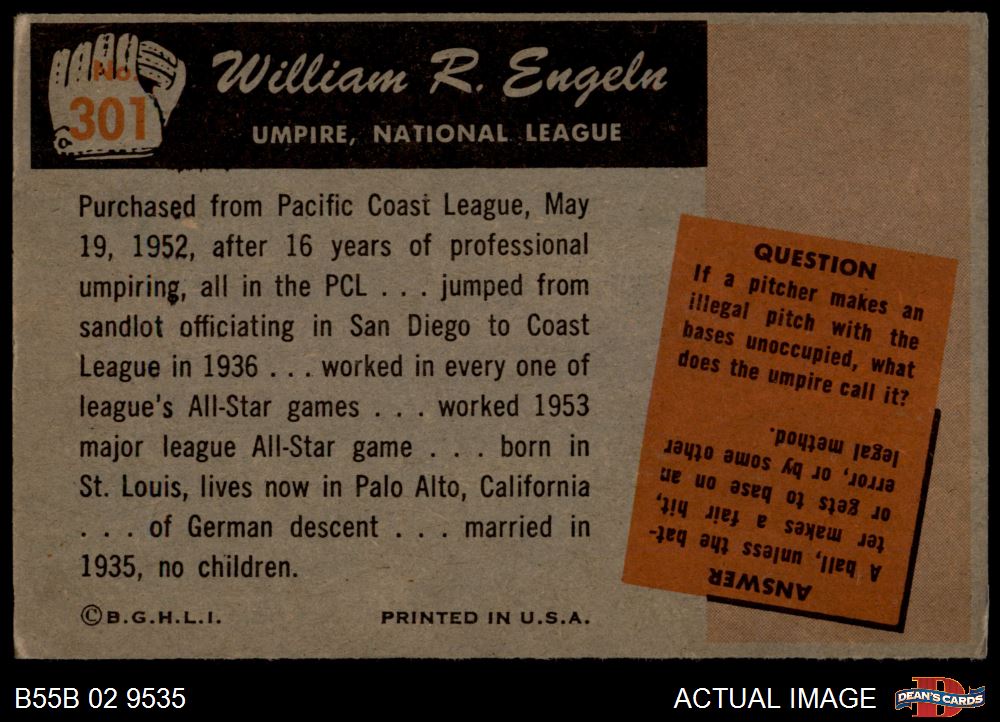 No.
301
William R. Engeln
UMPIRE, NATIONAL LEAGUE
Purchased from Pacific Coast League, May
19, 1952, after 16 years of professional
umpiring, all in the PCL . . . jumped from
sandlot officiating in San Diego to Coast
League in 1936 . . . worked in every one of
league's All-Star games . . . worked 1953
major league All-Star game . . . born in
St. Louis, lives now in Palo Alto, California
. . . of German descent . . . married in
1935, no children.
©B.G.H.L.I.
PRINTED IN U.S.A.
QUESTION
If a pitcher makes an
illegal pitch with the
bases unoccupied, what
does the umpire call it?
ANSWER
A ball, unless the bat-
ter makes a fair hit,
or gets to base on an
error, or by some other
legal method.
B55B 02 9535
ACTUAL IMAGE
DEAN'S CARDS